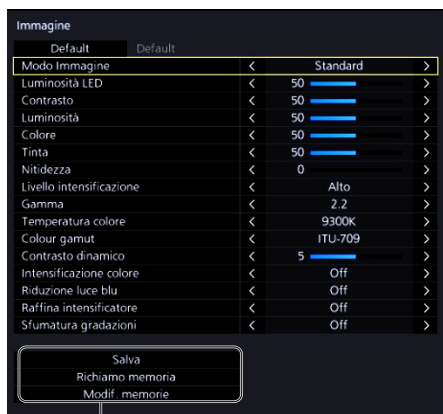 Immagine
Default Default
Modo Immagine < Standard >
Luminosità LED < 50 >
Contrasto < 50 >
Luminosità < 50 >
Colore < 50 >
Tinta < 50 >
Nitidezza < 0 >
Livello intensificazione < Alto >
Gamma < 2.2 >
Temperatura colore < 9300K >
Colour gamut < ITU-709 >
Contrasto dinamico < 5 >
Intensificazione colore < Off >
Riduzione luce blu < Off >
Raffina intensificatore < Off >
Sfumatura gradazioni < Off >
Salva
Richiamo memoria
Modif. memorie